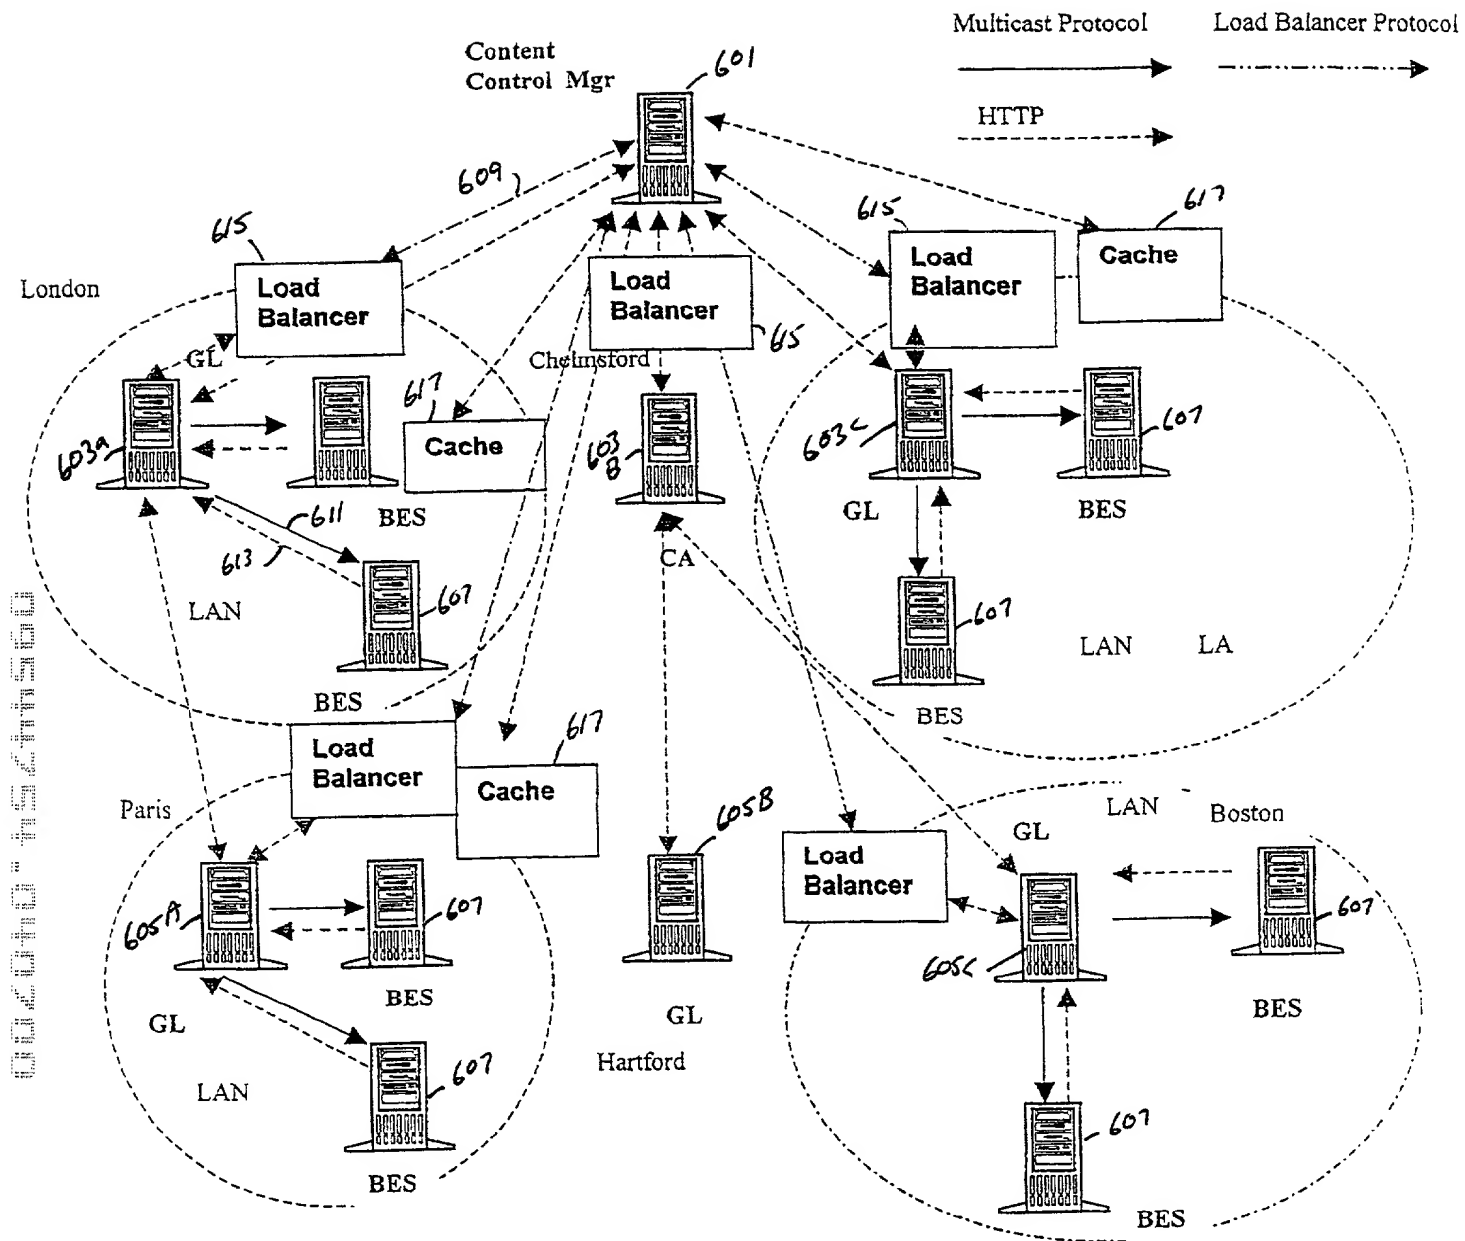 Multicast Protocol
Load Balancer Protocol
HTTP
Content
Control Mgr
601
609
615
Load
Balancer
London
GL
603a
BES
617
Cache
611
613
LAN
607
BES
Load
Balancer
615
Chelmsford
603
B
CA
615
Load
Balancer
617
Cache
603c
GL
607
BES
607
LAN
LA
BES
Load
Balancer
617
Cache
Paris
605A
607
BES
GL
LAN
607
BES
605B
GL
Hartford
Load
Balancer
GL
LAN
Boston
605c
607
BES
607
BES